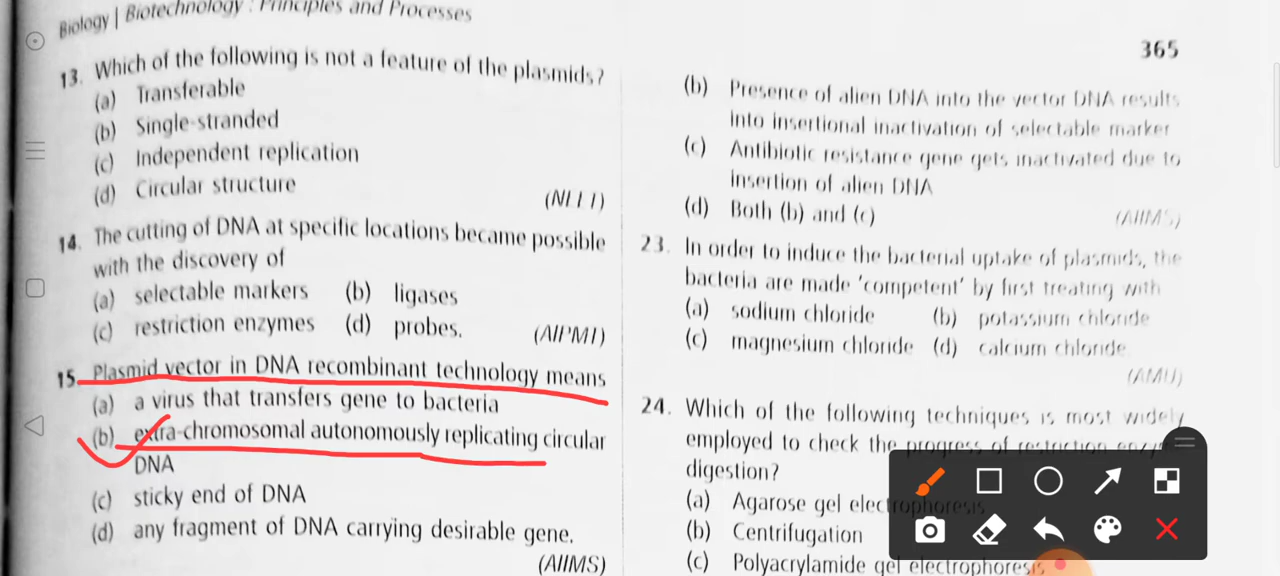 Biology | Biotechnology : Principles and Processes
13. Which of the following is not a feature of the plasmids?
(a) Transferable
(b) Single-stranded
(c) Independent replication
(d) Circular structure
(NEET)
14. The cutting of DNA at specific locations became possible
with the discovery of
(a) selectable markers (b) ligases
(c) restriction enzymes (d) probes.
(AIPMT)
15. Plasmid vector in DNA recombinant technology means
(a) a virus that transfers gene to bacteria
(b) extra-chromosomal autonomously replicating circular
DNA
(c) sticky end of DNA
(d) any fragment of DNA carrying desirable gene.
(AIIMS)
365
(b) Presence of alien DNA into the vector DNA results
into insertional inactivation of selectable marker
(c) Antibiotic resistance gene gets inactivated due to
insertion of alien DNA
(d) Both (b) and (c)
(AIIMS)
23. In order to induce the bacterial uptake of plasmids, the
bacteria are made ‘competent’ by first treating with
(a) sodium chloride (b) potassium chloride
(c) magnesium chloride (d) calcium chloride.
(AMU)
24. Which of the following techniques is most widely
employed to check the progress of restriction enzyme
digestion?
(a) Agarose gel electrophoresis
(b) Centrifugation
(c) Polyacrylamide gel electrophoresis